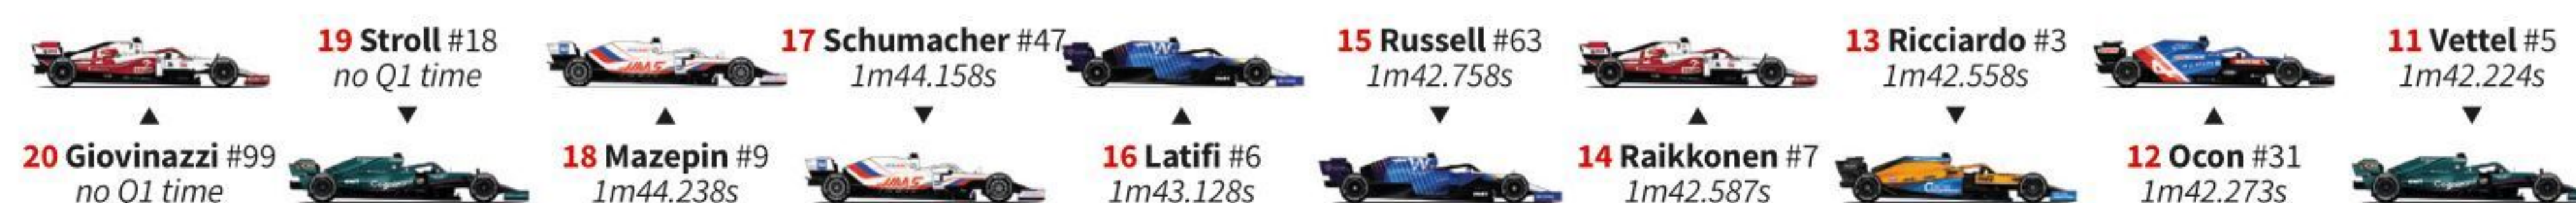 19 Stroll #18
no Q1 time
17 Schumacher #47
1m44.158s
15 Russell #63
1m42.758s
13 Ricciardo #3
1m42.558s
11 Vettel #5
1m42.224s
20 Giovinazzi #99
no Q1 time
18 Mazepin #9
1m44.238s
16 Latifi #6
1m43.128s
14 Raikkonen #7
1m42.587s
12 Ocon #31
1m42.273s